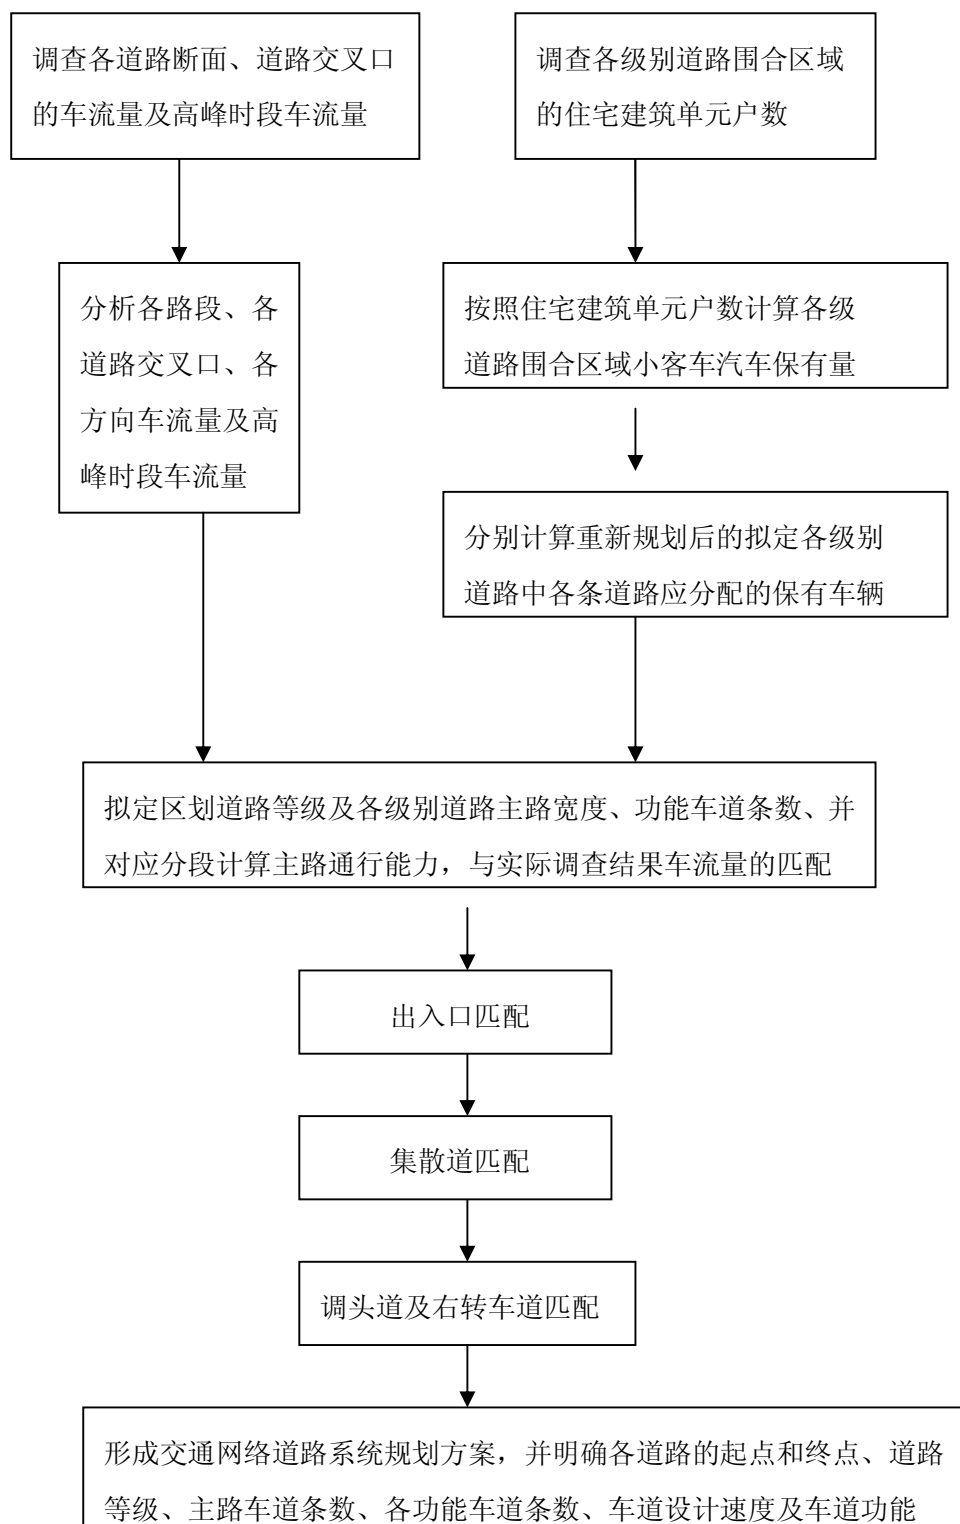 调查各道路断面、道路交叉口
的车流量及高峰时段车流量
调查各级别道路围合区域
的住宅建筑单元户数
分析各路段、各
道路交叉口、各
方向车流量及高
峰时段车流量
按照住宅建筑单元户数计算各级
道路围合区域小客车汽车保有量
分别计算重新规划后的拟定各级别
道路中各条道路应分配的保有车辆
拟定区划道路等级及各级别道路主路宽度、功能车道条数、并
对应分段计算主路通行能力，与实际调查结果车流量的匹配
出入口匹配
集散道匹配
调头道及右转车道匹配
形成交通网络道路系统规划方案，并明确各道路的起点和终点、道路
等级、主路车道条数、各功能车道条数、车道设计速度及车道功能